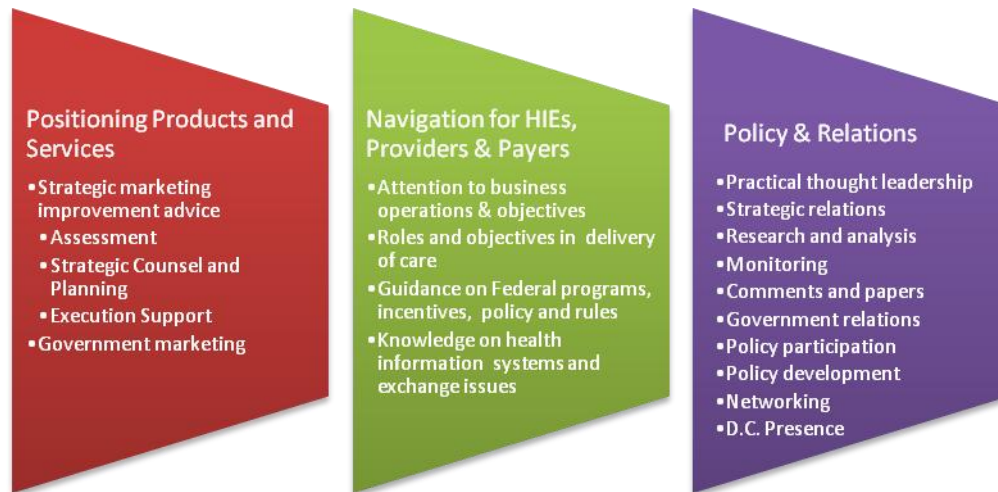 Positioning Products and
Services
▪Strategic marketing
improvement advice
▪Assessment
▪Strategic Counsel and
Planning
▪Execution Support
▪Government marketing
Navigation for HIEs,
Providers & Payers
▪Attention to business
operations & objectives
▪Roles and objectives in delivery
of care
▪Guidance on Federal programs,
incentives, policy and rules
▪Knowledge on health
information systems and
exchange issues
Policy & Relations
▪Practical thought leadership
▪Strategic relations
▪Research and analysis
▪Monitoring
▪Comments and papers
▪Government relations
▪Policy participation
▪Policy development
▪Networking
▪D.C. Presence